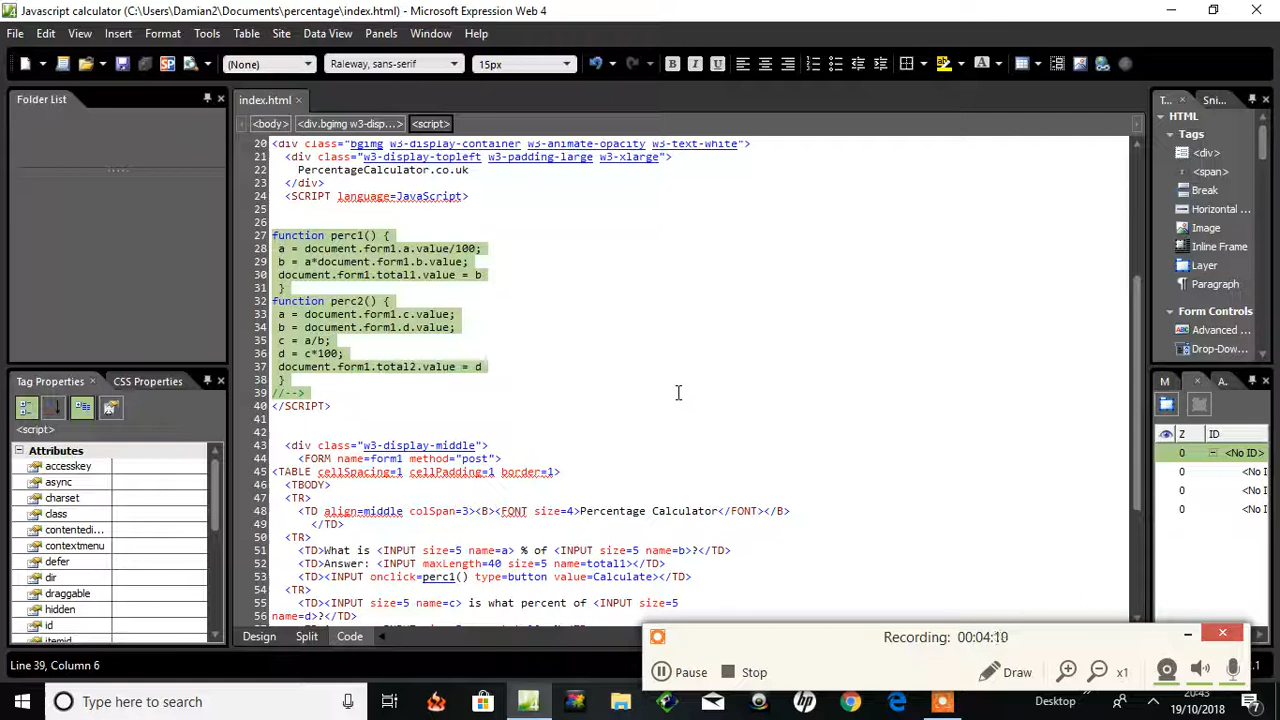 Javascript calculator (C:\Users\Damian2\Documents\percentage\index.html) - Microsoft Expression Web 4
File Edit View Insert Format Tools Table Site Data View Panels Window Help
(None) Raleway, sans-serif 15px
Folder List
index.html
T... Sni...
<body> <div.bgimg w3-disp...> <script>
HTML
Tags
<div>
<span>
Break
Horizontal ...
Image
Inline Frame
Layer
Paragraph
Form Controls
Advanced ...
Drop-Dow...
20 <div class="bgimg w3-display-container w3-animate-opacity w3-text-white">
21 <div class="w3-display-topleft w3-padding-large w3-xlarge">
22 PercentageCalculator.co.uk
23 </div>
24 <SCRIPT language=JavaScript>
25
26
27 function perc1() {
28 a = document.form1.a.value/100;
29 b = a*document.form1.b.value;
30 document.form1.total1.value = b
31 }
32 function perc2() {
33 a = document.form1.c.value;
34 b = document.form1.d.value;
35 c = a/b;
36 d = c*100;
37 document.form1.total2.value = d
38 }
39 //-->
40 </SCRIPT>
41
42
43 <div class="w3-display-middle">
44 <FORM name=form1 method="post">
45 <TABLE cellSpacing=1 cellPadding=1 border=1>
46 <TBODY>
47 <TR>
48 <TD align=middle colSpan=3><B><FONT size=4>Percentage Calculator</FONT></B>
49 </TD>
50 <TR>
51 <TD>What is <INPUT size=5 name=a> % of <INPUT size=5 name=b>?</TD>
52 <TD>Answer: <INPUT maxLength=40 size=5 name=total1></TD>
53 <TD><INPUT onclick=perc1() type=button value=Calculate></TD>
54 <TR>
55 <TD><INPUT size=5 name=c> is what percent of <INPUT size=5
56 name=d>?</TD>
Tag Properties CSS Properties
<script>
Attributes
accesskey
async
charset
class
contentedi...
contextmenu
defer
dir
draggable
hidden
id
itemid
M A.
Z ID
0 <No ID>
0 <No I
0 <No I
0 <No I
Design Split Code
Line 39, Column 6
Recording: 00:04:10
Pause Stop Draw x1
.1
Type here to search
Desktop
20:43
19/10/2018
7